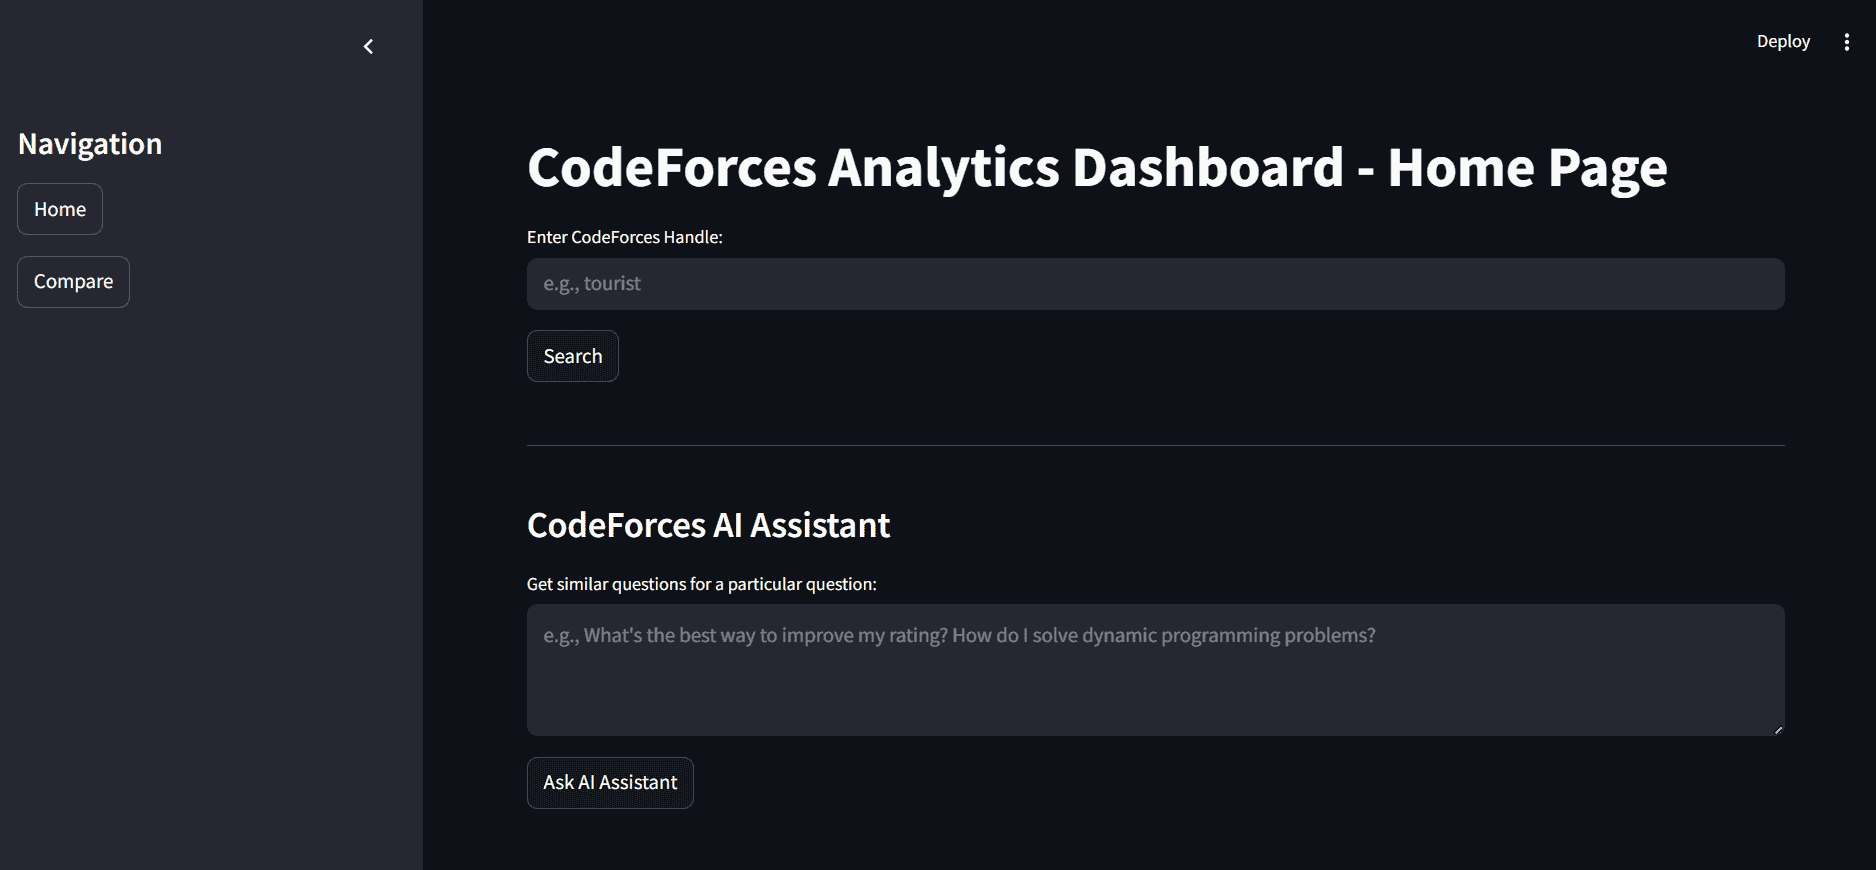 Deploy
Navigation
Home
Compare
CodeForces Analytics Dashboard - Home Page
Enter CodeForces Handle:
e.g., tourist
Search
CodeForces AI Assistant
Get similar questions for a particular question:
e.g., What's the best way to improve my rating? How do I solve dynamic programming problems?
Ask AI Assistant